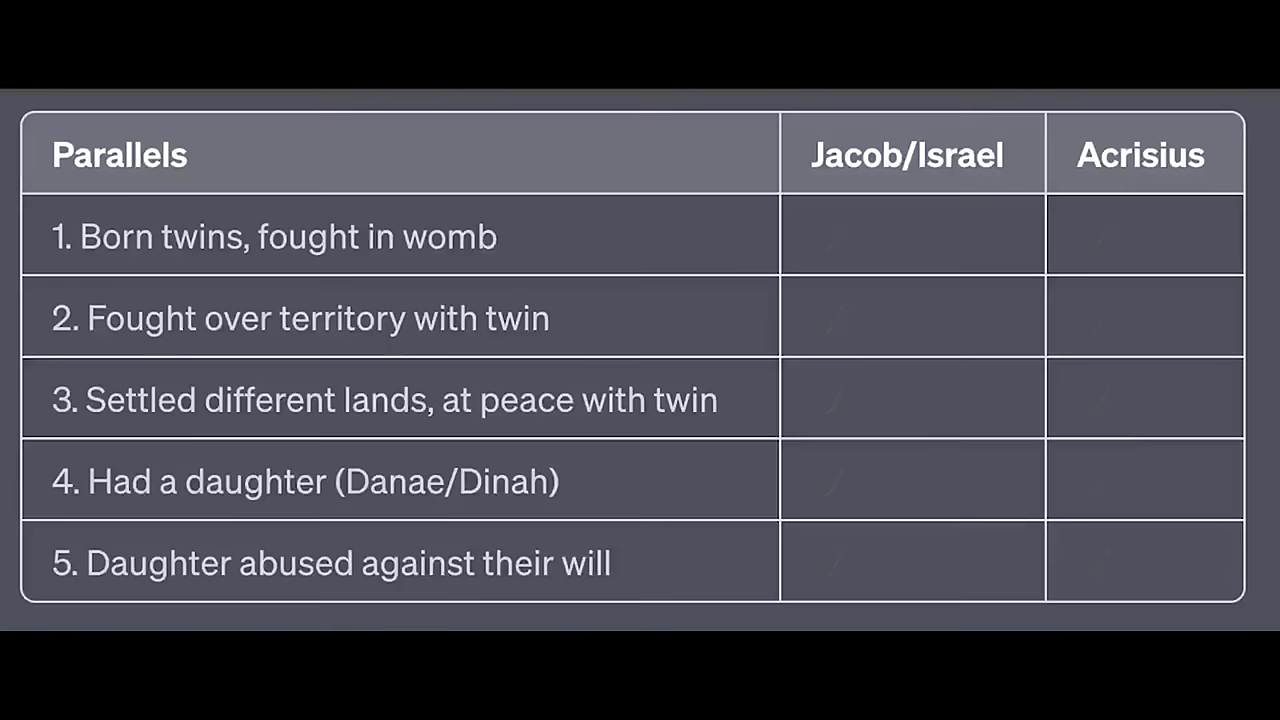 Parallels Jacob/Israel Acrisius
1. Born twins, fought in womb
2. Fought over territory with twin
3. Settled different lands, at peace with twin
4. Had a daughter (Danae/Dinah)
5. Daughter abused against their will